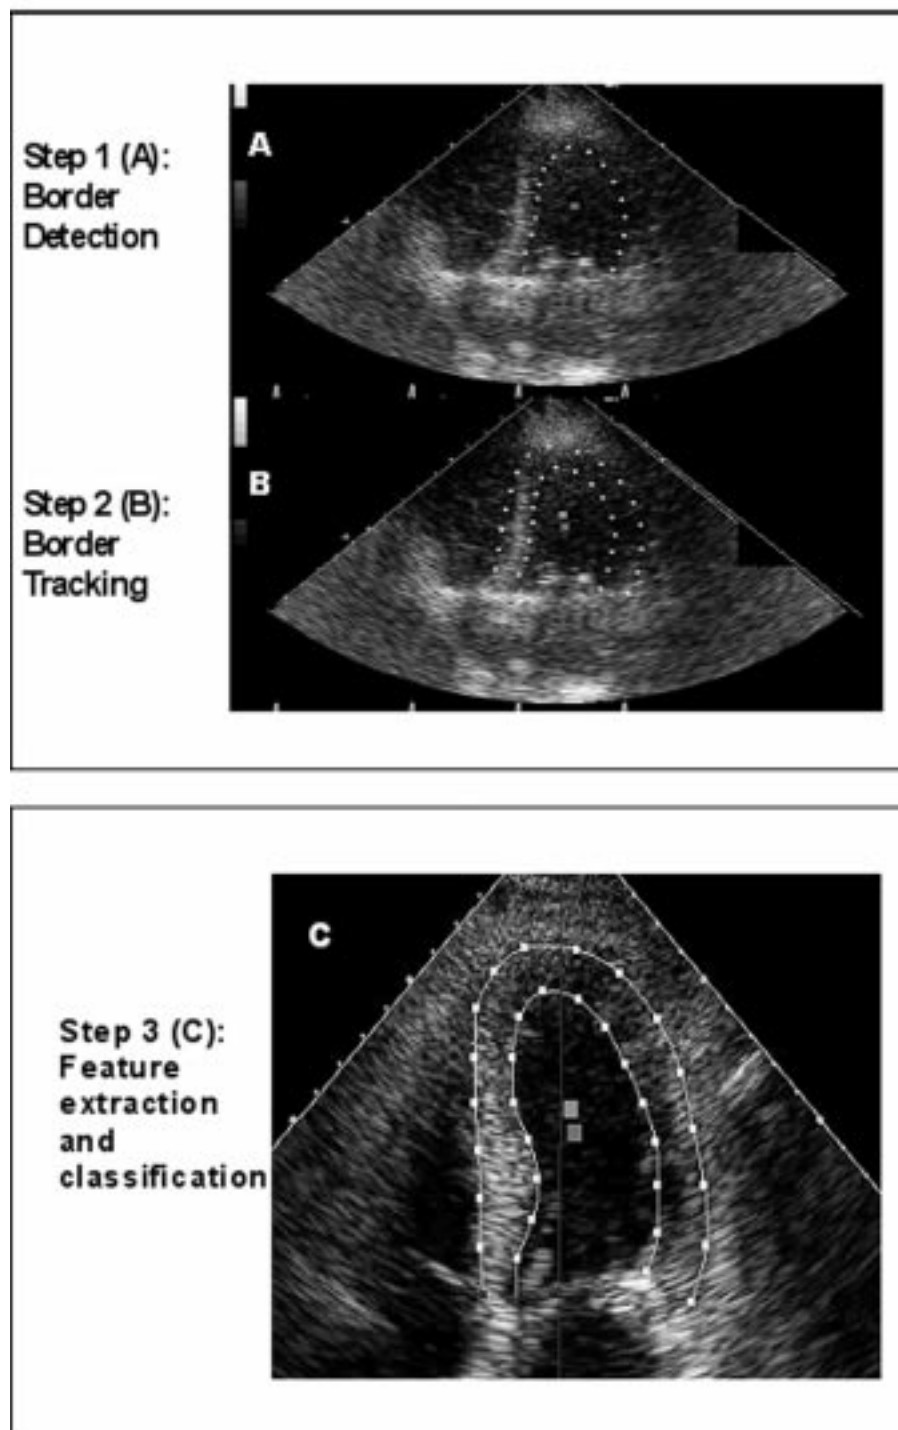 Step 1 (A):
Border
Detection
A
Step 2 (B):
Border
Tracking
B
Step 3 (C):
Feature
extraction
and
classification
C